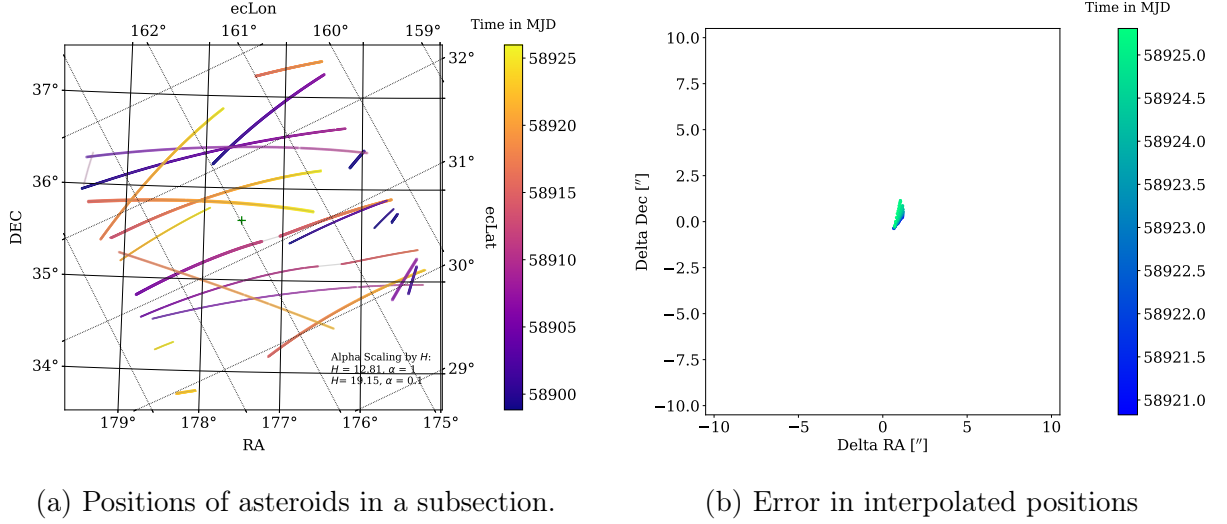 ecLon
162° 161° 160° 159°
Time in MJD
58925
58920
58915
58910
58905
58900
37°
36°
35°
34°
DEC
32°
31°
30°
29°
ecLat
Alpha Scaling by H:
H = 12.81, α = 1
H= 19.15, α = 0.1
179° 178° 177° 176° 175°
RA
(a) Positions of asteroids in a subsection.
Time in MJD
58925.0
58924.5
58924.0
58923.5
58923.0
58922.5
58922.0
58921.5
58921.0
10.0
7.5
5.0
2.5
0.0
−2.5
−5.0
−7.5
−10.0
Delta Dec [″]
−10 −5 0 5 10
Delta RA [″]
(b) Error in interpolated positions